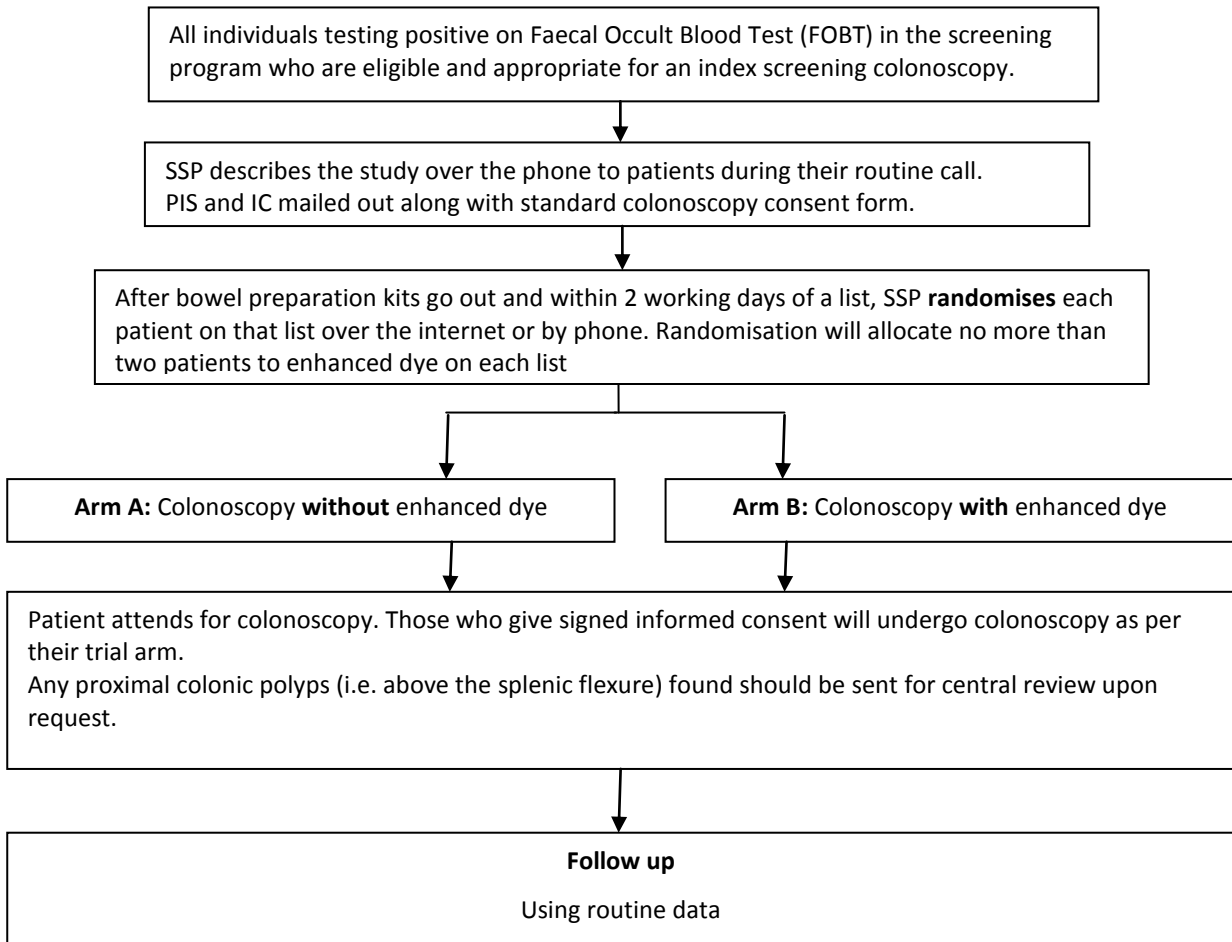 All individuals testing positive on Faecal Occult Blood Test (FOBT) in the screening
program who are eligible and appropriate for an index screening colonoscopy.
SSP describes the study over the phone to patients during their routine call.
PIS and IC mailed out along with standard colonoscopy consent form.
After bowel preparation kits go out and within 2 working days of a list, SSP randomises each
patient on that list over the internet or by phone. Randomisation will allocate no more than
two patients to enhanced dye on each list
Arm A: Colonoscopy without enhanced dye
Arm B: Colonoscopy with enhanced dye
Patient attends for colonoscopy. Those who give signed informed consent will undergo colonoscopy as per
their trial arm.
Any proximal colonic polyps (i.e. above the splenic flexure) found should be sent for central review upon
request.
Follow up
Using routine data